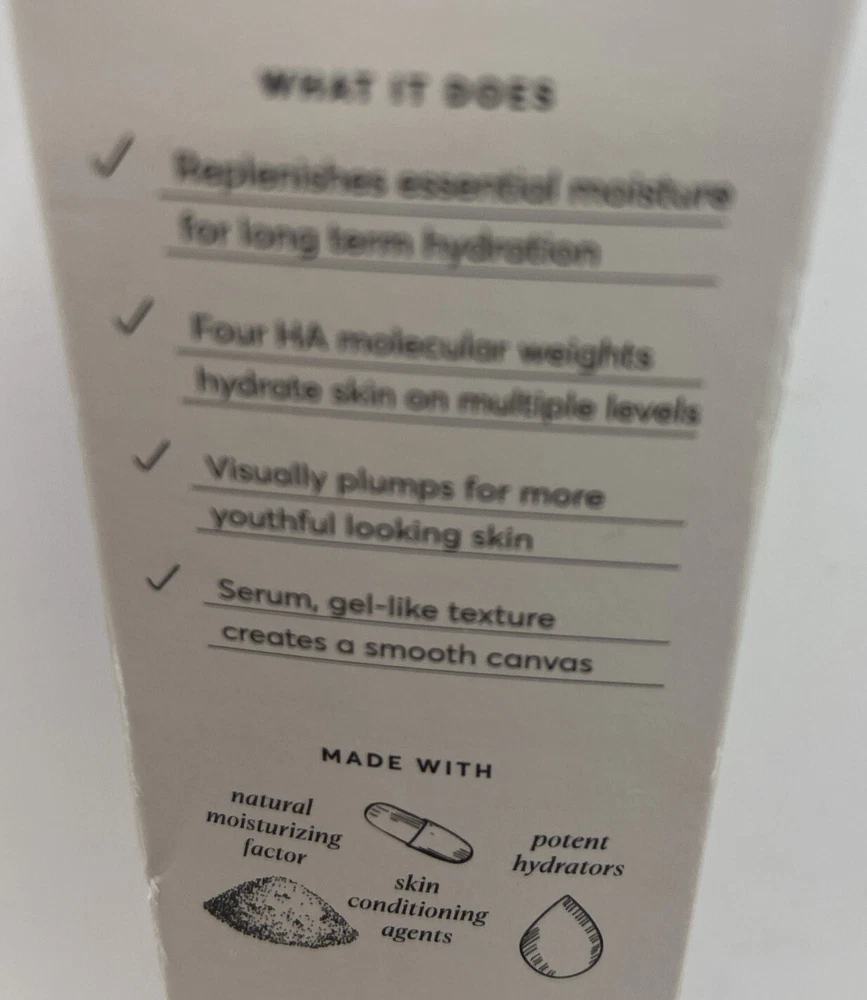 WHAT IT DOES
Replenishes essential moisture
for long term hydration
Four HA molecular weights
hydrate skin on multiple levels
Visually plumps for more
youthful looking skin
Serum, gel-like texture
creates a smooth canvas
MADE WITH
natural
moisturizing
factor
skin
conditioning
agents
potent
hydrators